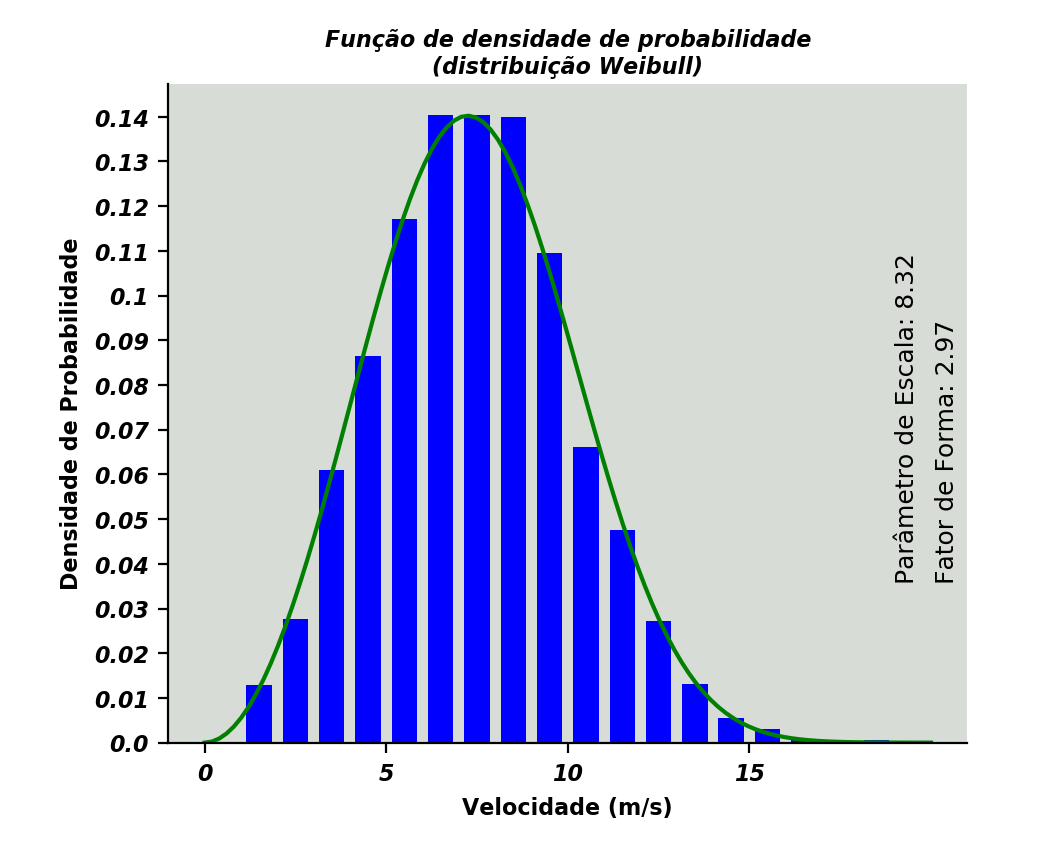 Função de densidade de probabilidade
(distribuição Weibull)
Densidade de Probabilidade
0.14
0.13
0.12
0.11
0.1
0.09
0.08
0.07
0.06
0.05
0.04
0.03
0.02
0.01
0.0
Parâmetro de Escala: 8.32
Fator de Forma: 2.97
0 5 10 15
Velocidade (m/s)